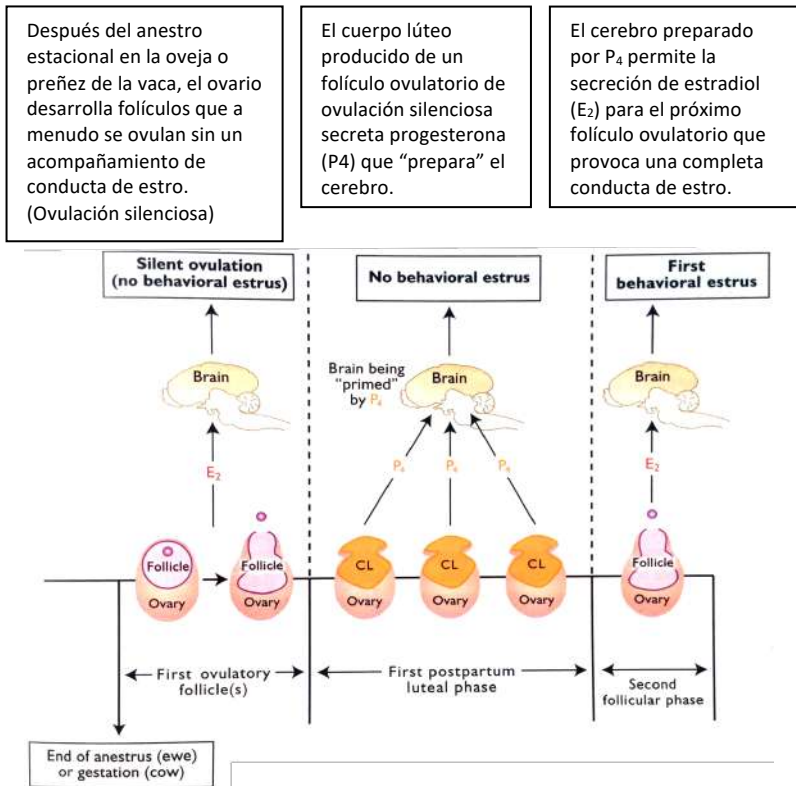 Después del anestro
estacional en la oveja o
preñez de la vaca, el ovario
desarrolla folículos que a
menudo se ovulan sin un
acompañamiento de
conducta de estro.
(Ovulación silenciosa)
El cuerpo lúteo
producido de un
folículo ovulatorio de
ovulación silenciosa
secreta progesterona
(P4) que “prepara” el
cerebro.
El cerebro preparado
por P₄ permite la
secreción de estradiol
(E₂) para el próximo
folículo ovulatorio que
provoca una completa
conducta de estro.
Silent ovulation
(no behavioral estrus)
No behavioral estrus
First
behavioral estrus
Brain
Brain being
"primed"
by P₄
Brain
Brain
E₂
P₄
P₄
P₄
E₂
Follicle
Ovary
Follicle
Ovary
CL
Ovary
CL
Ovary
CL
Ovary
Follicle
Ovary
First ovulatory
follicle(s)
First postpartum
luteal phase
Second
follicular phase
End of anestrus (ewe)
or gestation (cow)